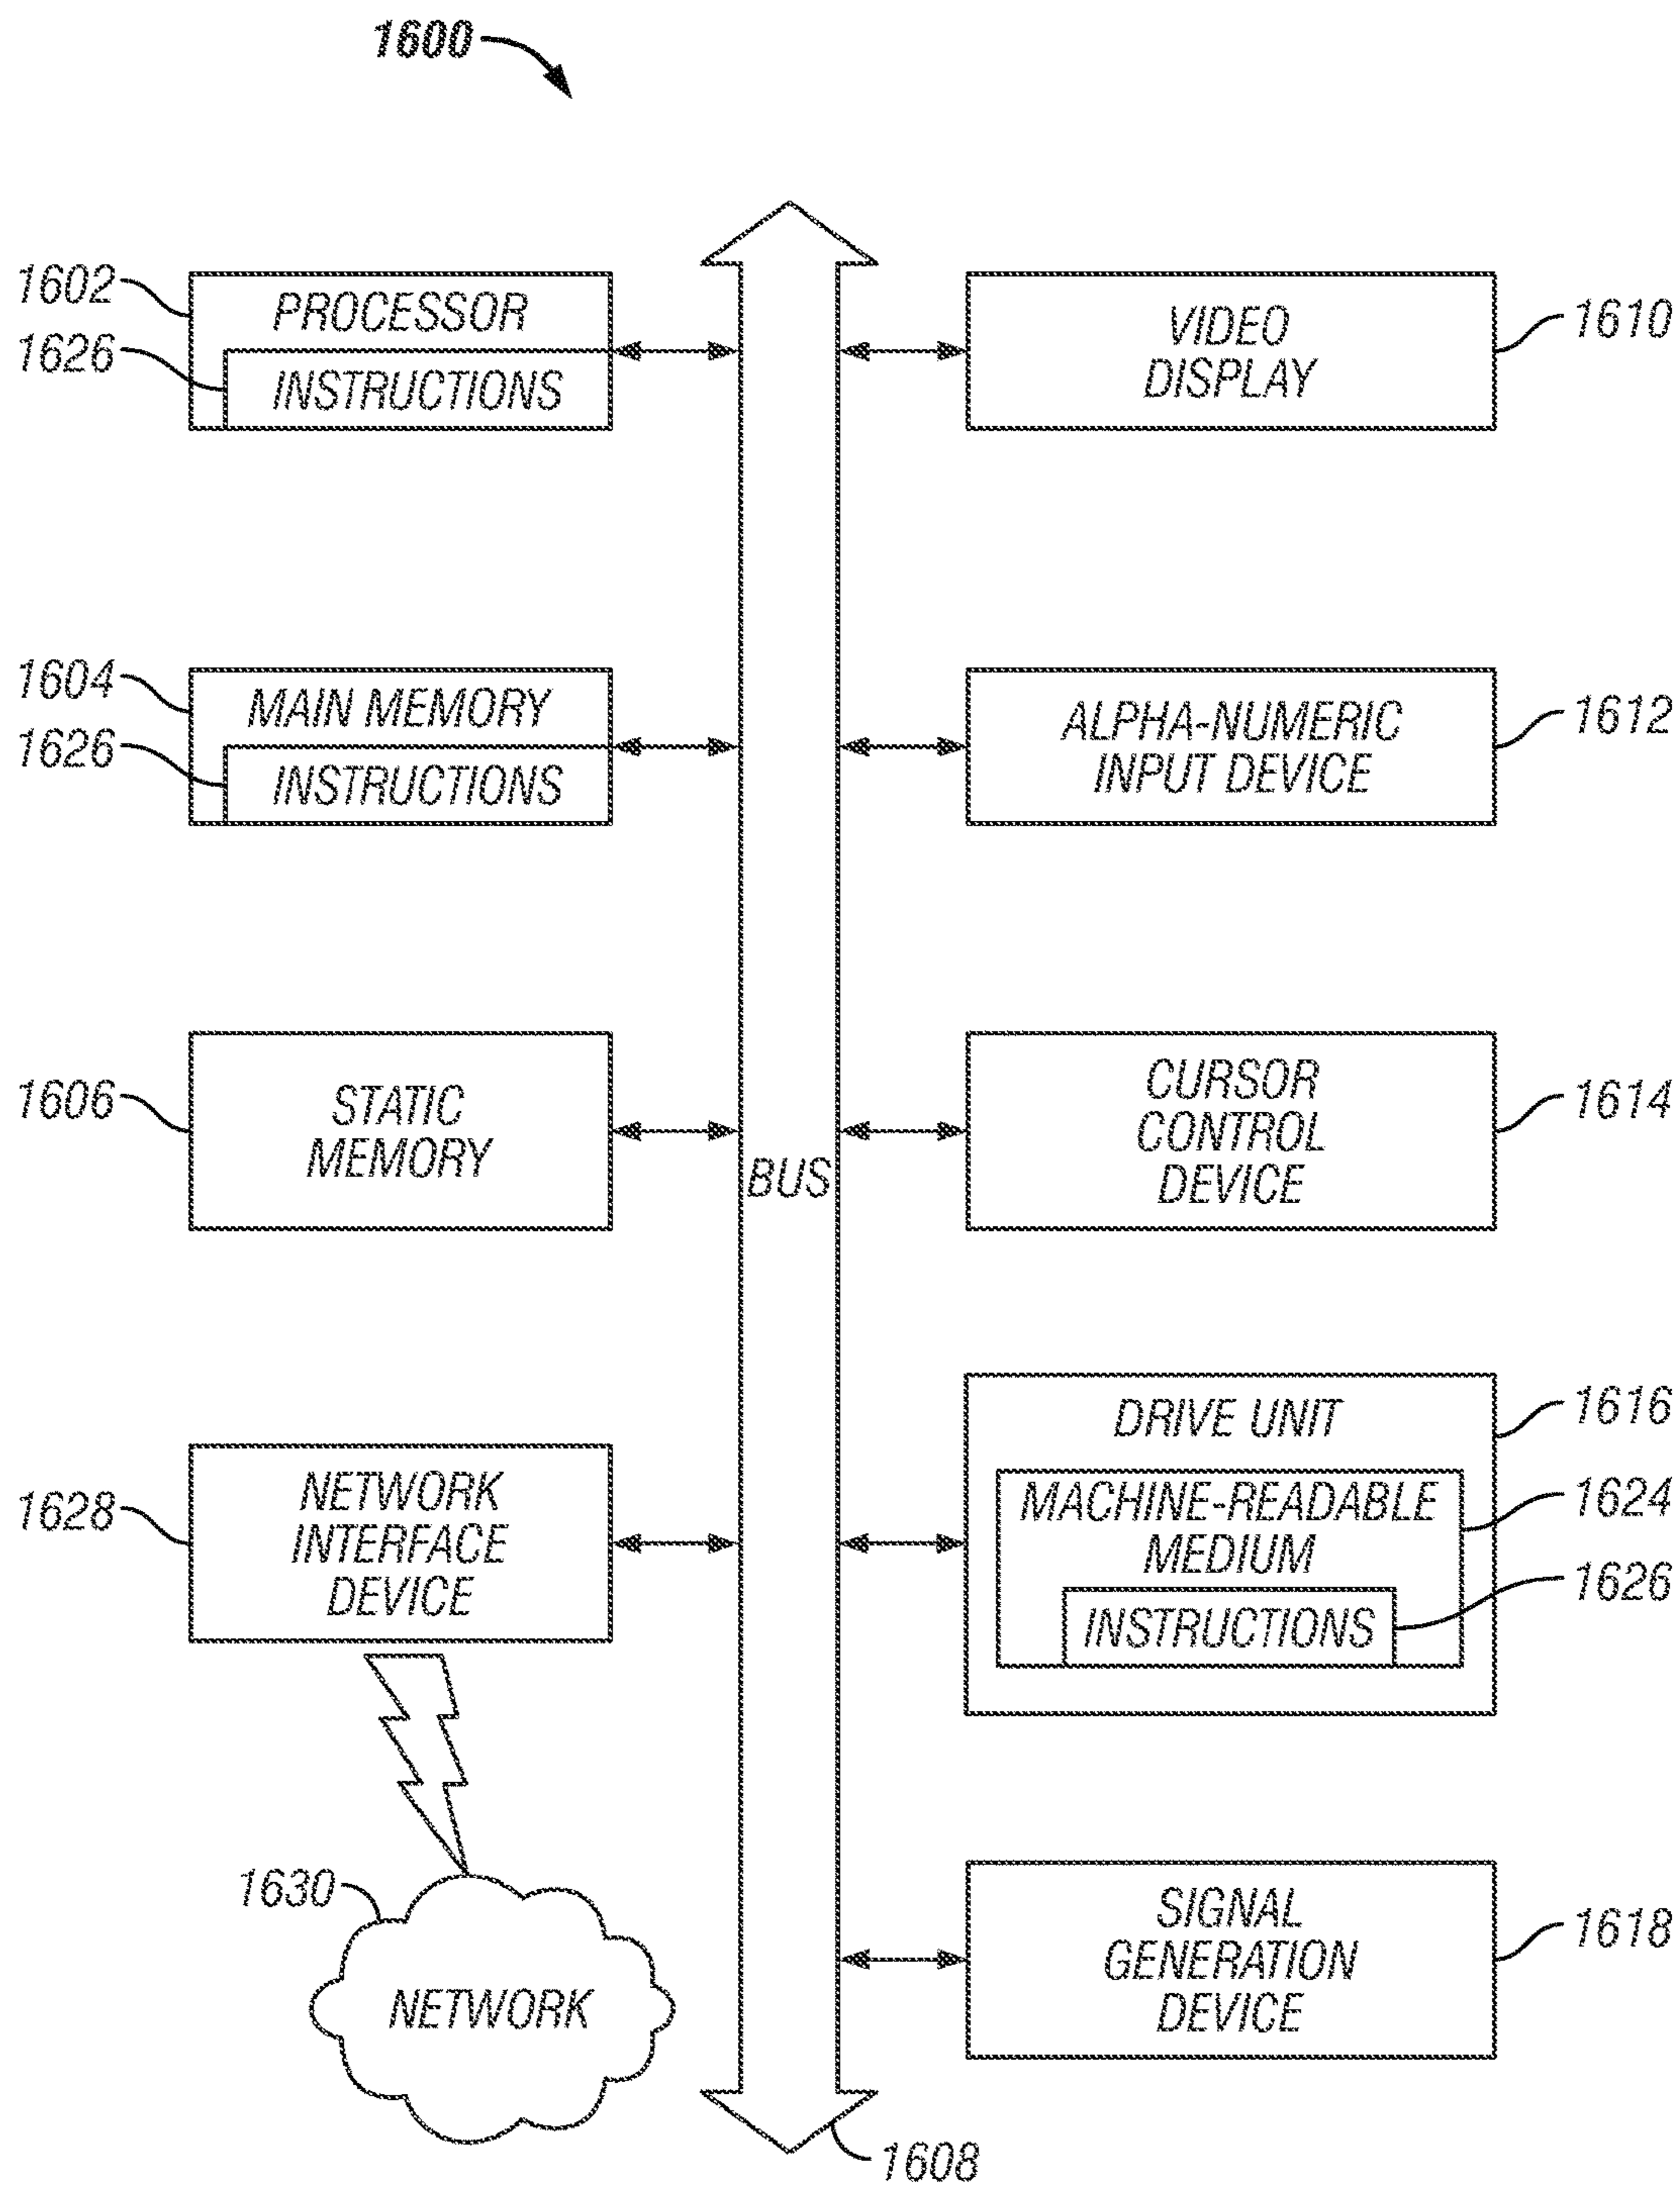 1600
1602
PROCESSOR
1626
INSTRUCTIONS
1604
MAIN MEMORY
1626
INSTRUCTIONS
1606
STATIC
MEMORY
1628
NETWORK
INTERFACE
DEVICE
1630
NETWORK
BUS
1608
VIDEO
DISPLAY
1610
ALPHA-NUMERIC
INPUT DEVICE
1612
CURSOR
CONTROL
DEVICE
1614
DRIVE UNIT
1616
MACHINE-READABLE
MEDIUM
1624
INSTRUCTIONS
1626
SIGNAL
GENERATION
DEVICE
1618